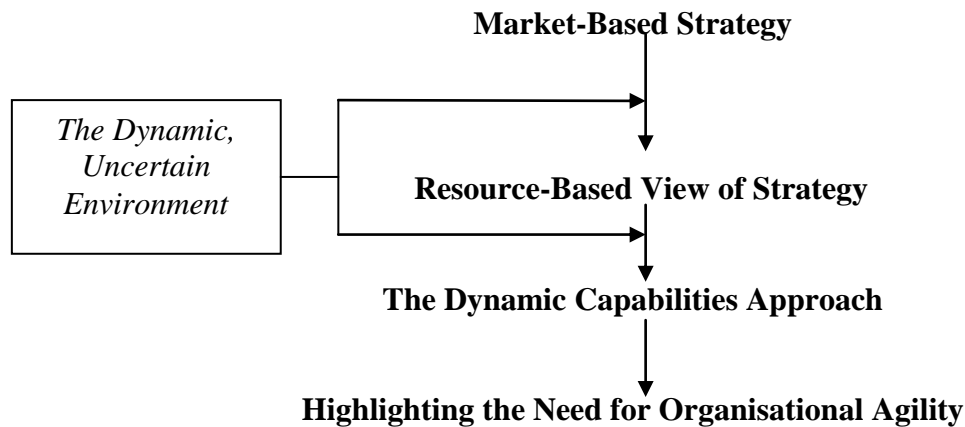 Market-Based Strategy
The Dynamic,
Uncertain
Environment
Resource-Based View of Strategy
The Dynamic Capabilities Approach
Highlighting the Need for Organisational Agility